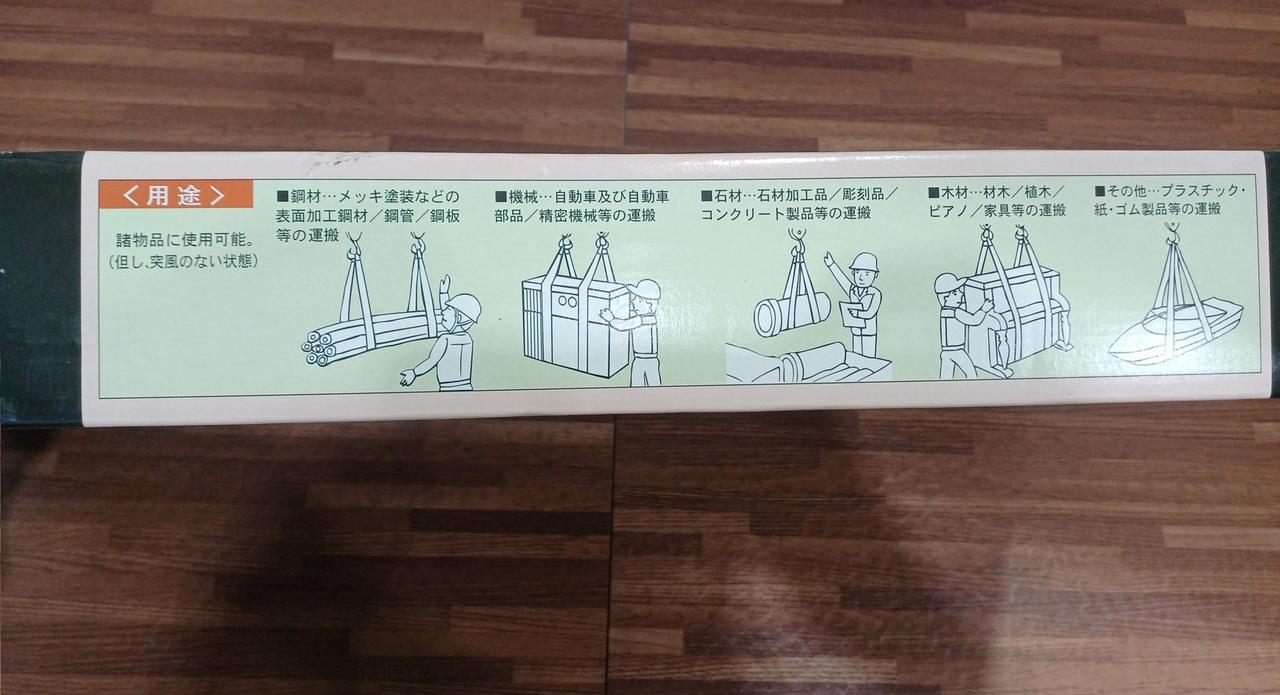 ＜用途＞
諸物品に使用可能。
（但し、突風のない状態）
■鋼材…メッキ塗装などの
表面加工鋼材／鋼管／鋼板
等の運搬
■機械…自動車及び自動車
部品／精密機械等の運搬
■石材…石材加工品／彫刻品／
コンクリート製品等の運搬
■木材…材木／植木／
ピアノ／家具等の運搬
■その他…プラスチック・
紙・ゴム製品等の運搬